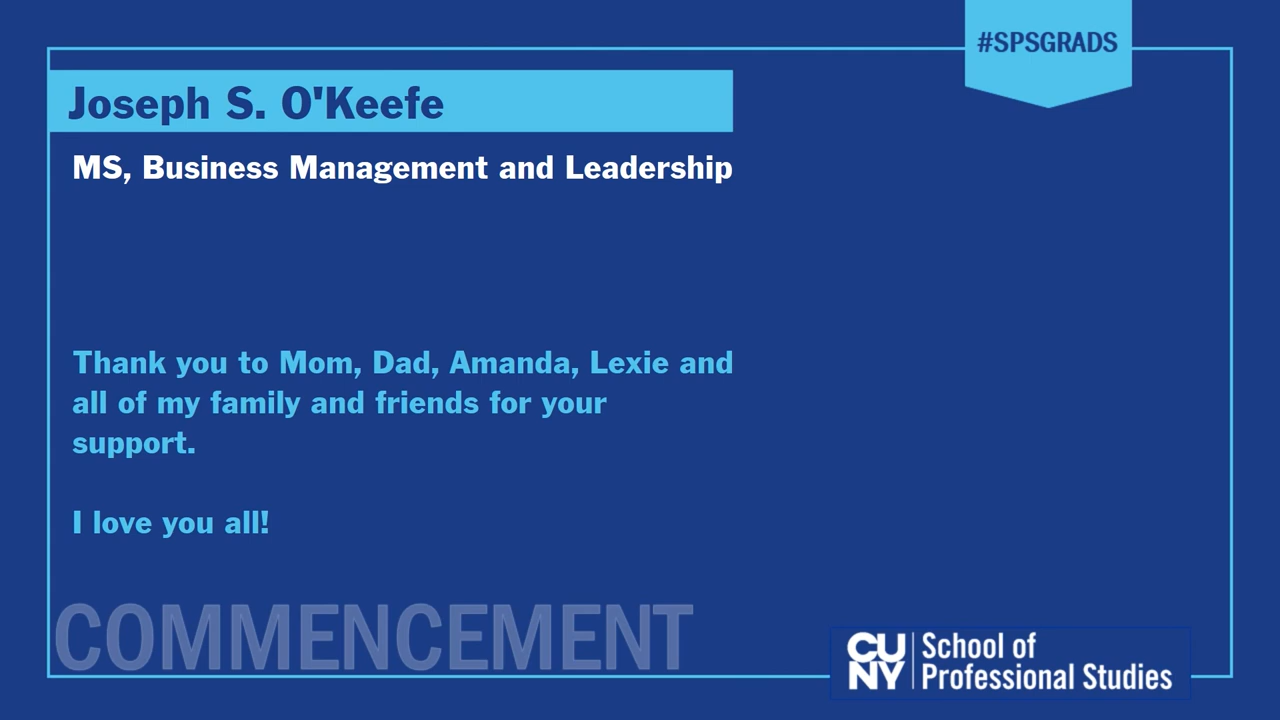 #SPSGRADS
Joseph S. O'Keefe
MS, Business Management and Leadership
Thank you to Mom, Dad, Amanda, Lexie and
all of my family and friends for your
support.
I love you all!
COMMENCEMENT
CU
NY
School of
Professional Studies